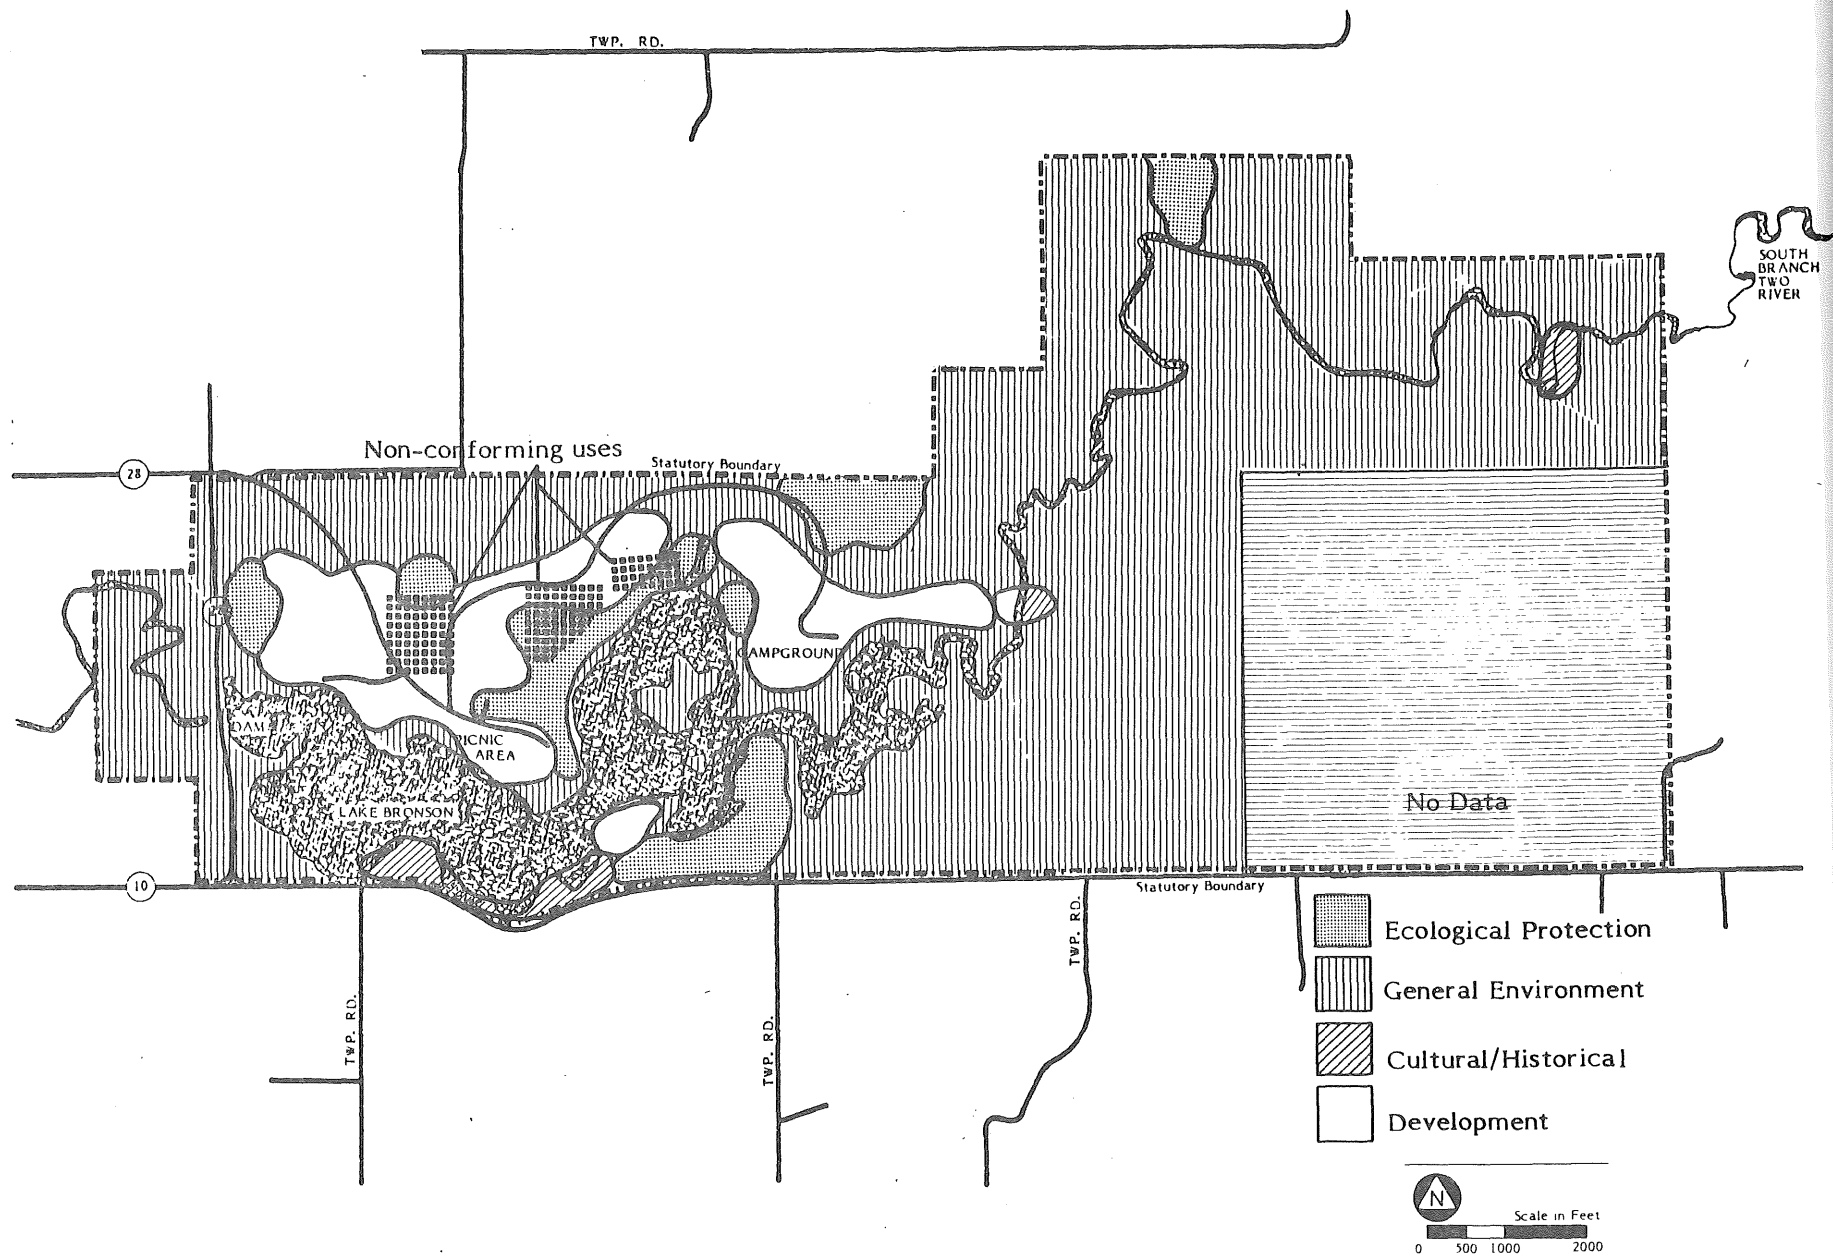 TWP. RD.
SOUTH
BRANCH
TWO
RIVER
Non-conforming uses
Statutory Boundary
28
CAMPGROUND
DAM
PICNIC
AREA
LAKE BRONSON
No Data
10
Statutory Boundary
TWP. RD.
TWP. RD.
TWP. RD.
Ecological Protection
General Environment
Cultural/Historical
Development
N
Scale in Feet
0 500 1000 2000